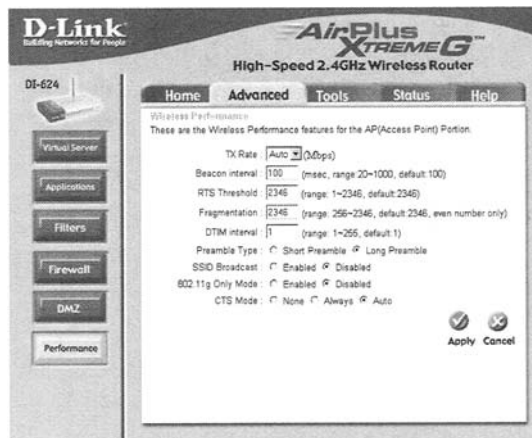 D-Link
Building Networks for People
AirPlus
XTREME G™
High-Speed 2.4GHz Wireless Router
DI-624
Home Advanced Tools Status Help
Virtual Server
Applications
Filters
Firewall
DMZ
Performance
Wireless Performance
These are the Wireless Performance features for the AP(Access Point) Portion.
TX Rate : Auto (Mbps)
Beacon interval : 100 (msec, range:20~1000, default:100)
RTS Threshold : 2346 (range: 1~2346, default:2346)
Fragmentation : 2346 (range: 256~2346, default:2346, even number only)
DTIM interval : 1 (range: 1~255, default:1)
Preamble Type : Short Preamble Long Preamble
SSID Broadcast : Enabled Disabled
802.11g Only Mode : Enabled Disabled
CTS Mode : None Always Auto
Apply Cancel